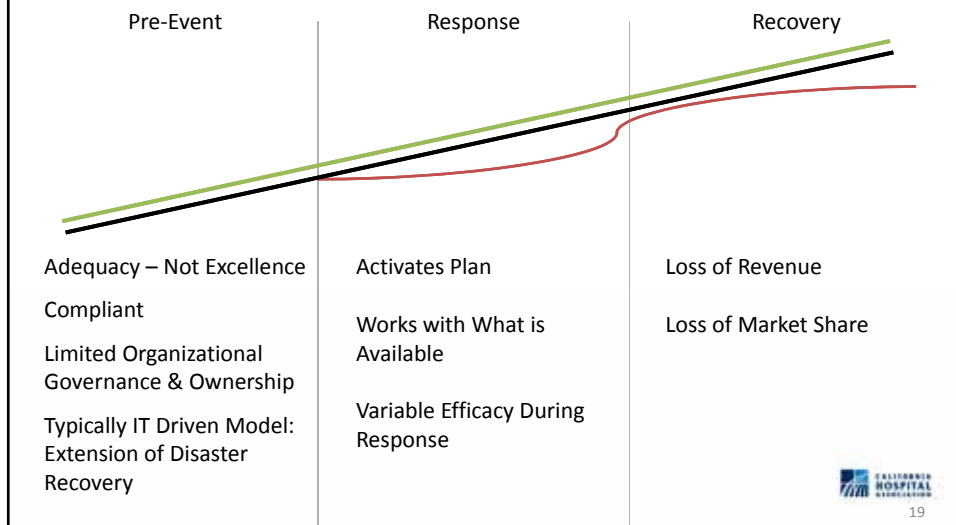 Pre-Event
Response
Recovery
Adequacy – Not Excellence
Compliant
Limited Organizational
Governance & Ownership
Typically IT Driven Model:
Extension of Disaster
Recovery
Activates Plan
Works with What is
Available
Variable Efficacy During
Response
Loss of Revenue
Loss of Market Share
CALIFORNIA
HOSPITAL
ASSOCIATION
19